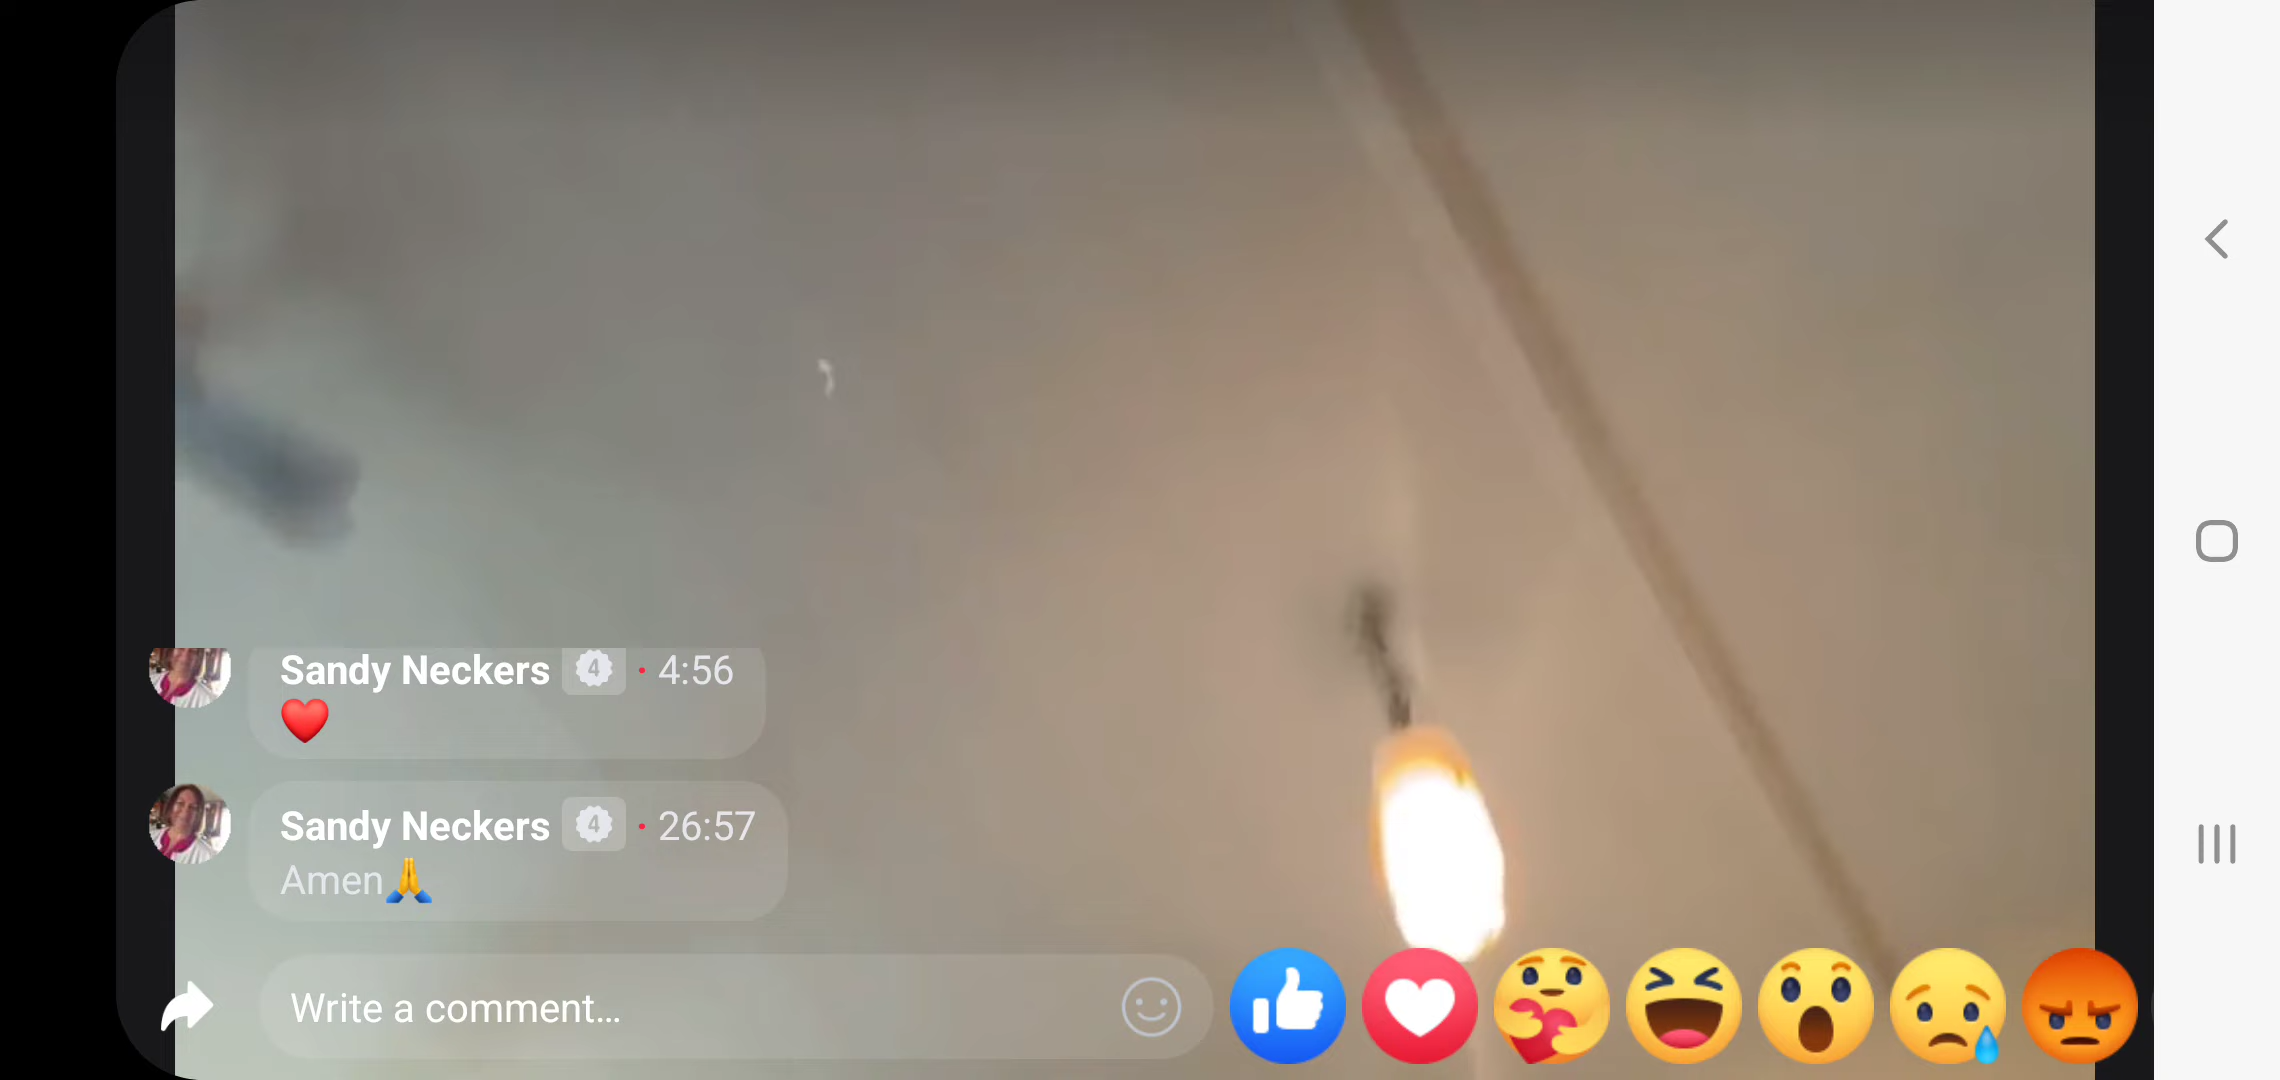 Sandy Neckers 4 • 4:56
❤️
Sandy Neckers 4 • 26:57
Amen🙏
Write a comment...